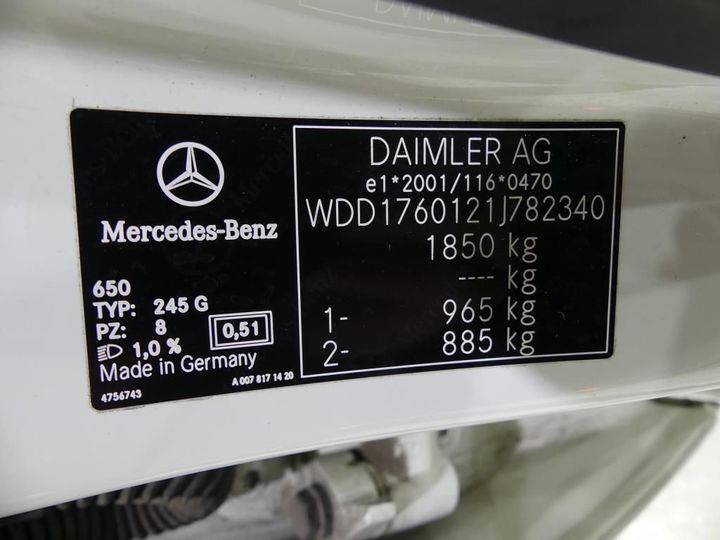 Mercedes-Benz
650
TYP: 245 G
PZ: 8
0,51
1,0 %
Made in Germany
4756743
A 007 817 14 20
DAIMLER AG
e1*2001/116*0470
WDD1760121J782340
1850 kg
---- kg
1- 965 kg
2- 885 kg